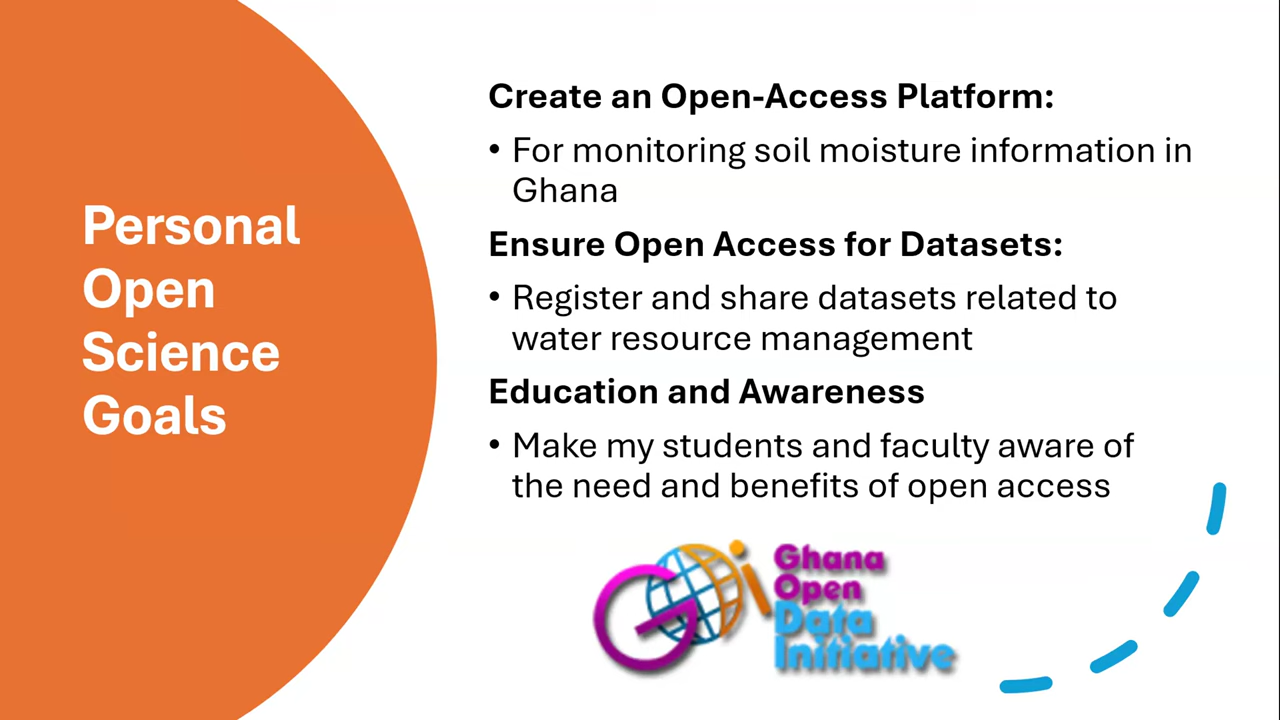 Personal
Open
Science
Goals
Create an Open-Access Platform:
• For monitoring soil moisture information in
Ghana
Ensure Open Access for Datasets:
• Register and share datasets related to
water resource management
Education and Awareness
• Make my students and faculty aware of
the need and benefits of open access
G i
Ghana
Open
Data
Initiative